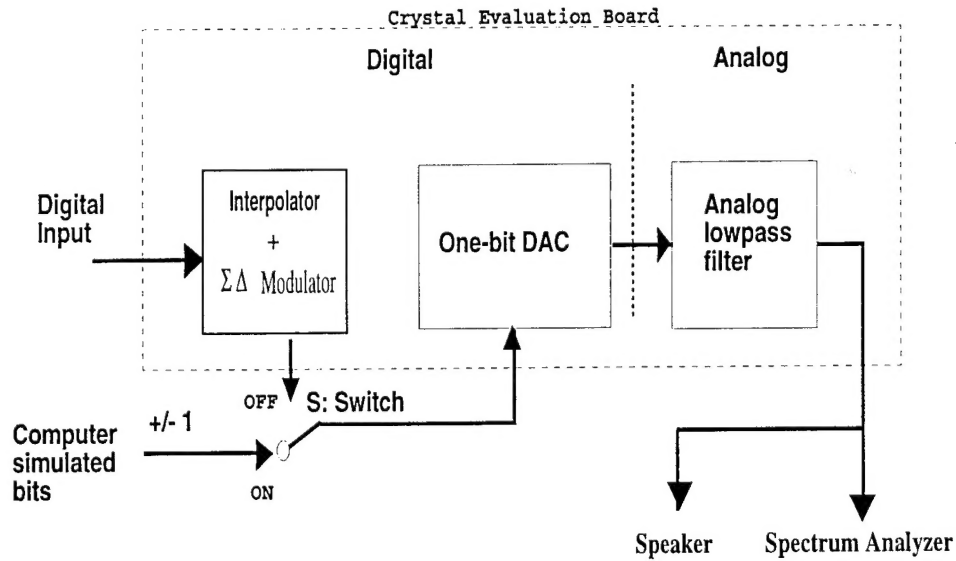 Crystal Evaluation Board
Digital
Analog
Digital
Input
Interpolator
+
ΣΔ Modulator
One-bit DAC
Analog
lowpass
filter
OFF
S: Switch
+/- 1
Computer
simulated
bits
ON
Speaker
Spectrum Analyzer